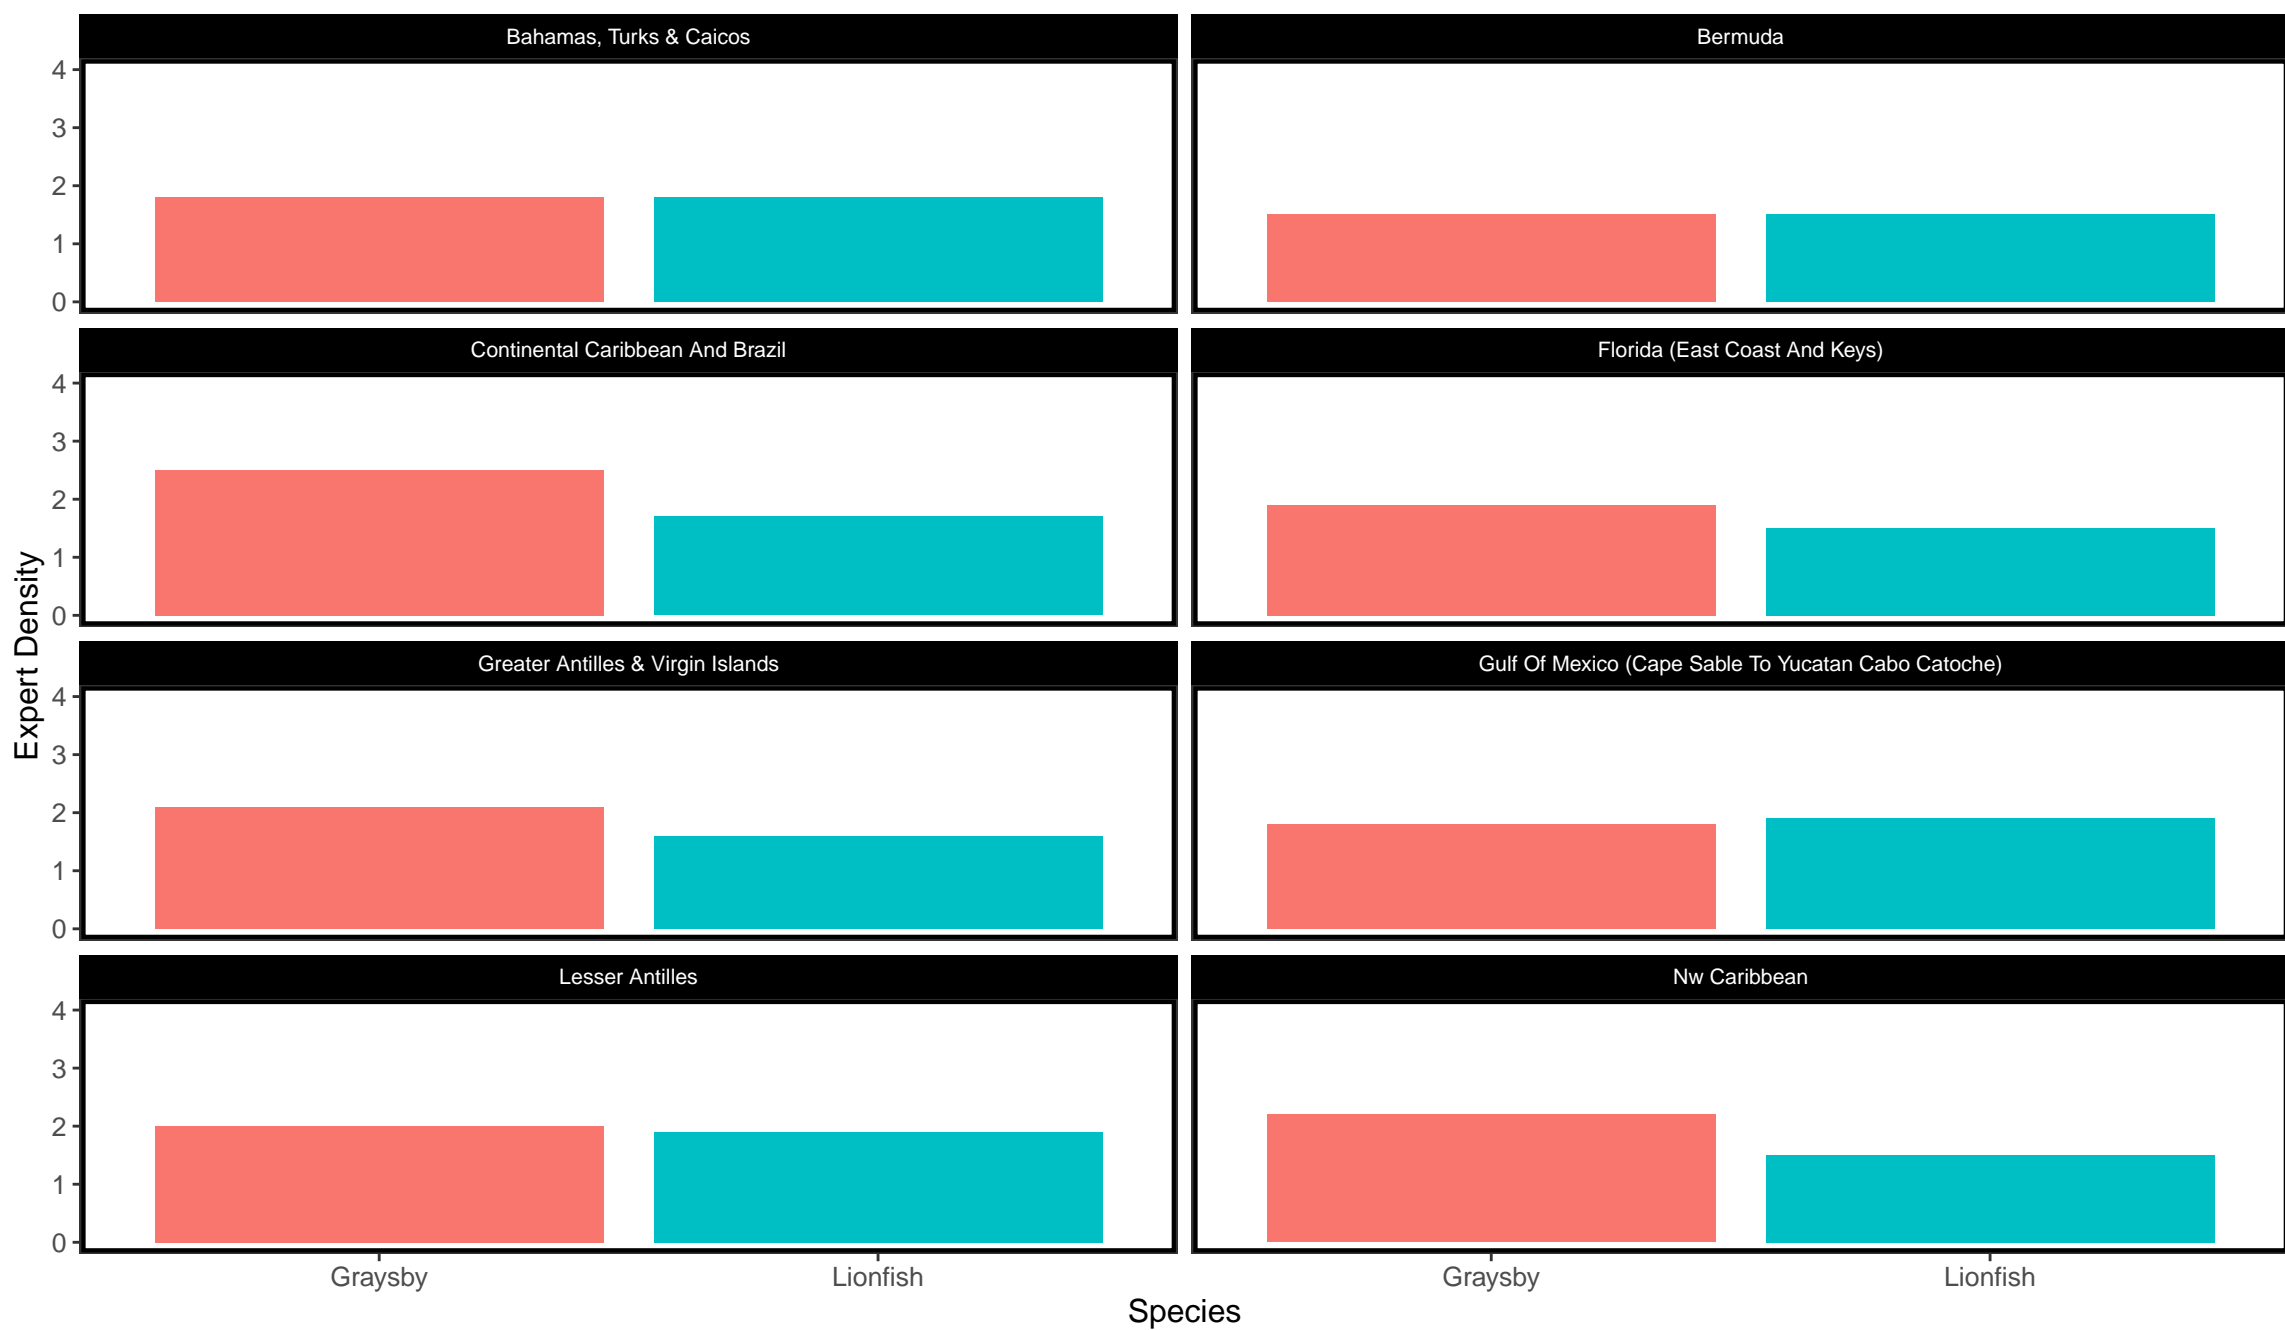 Bahamas, Turks & Caicos
Bermuda
4
3
2
1
0
Continental Caribbean And Brazil
Florida (East Coast And Keys)
4
3
2
1
0
Greater Antilles & Virgin Islands
Gulf Of Mexico (Cape Sable To Yucatan Cabo Catoche)
4
3
2
1
0
Lesser Antilles
Nw Caribbean
4
3
2
1
0
Expert Density
Graysby
Lionfish
Graysby
Lionfish
Species